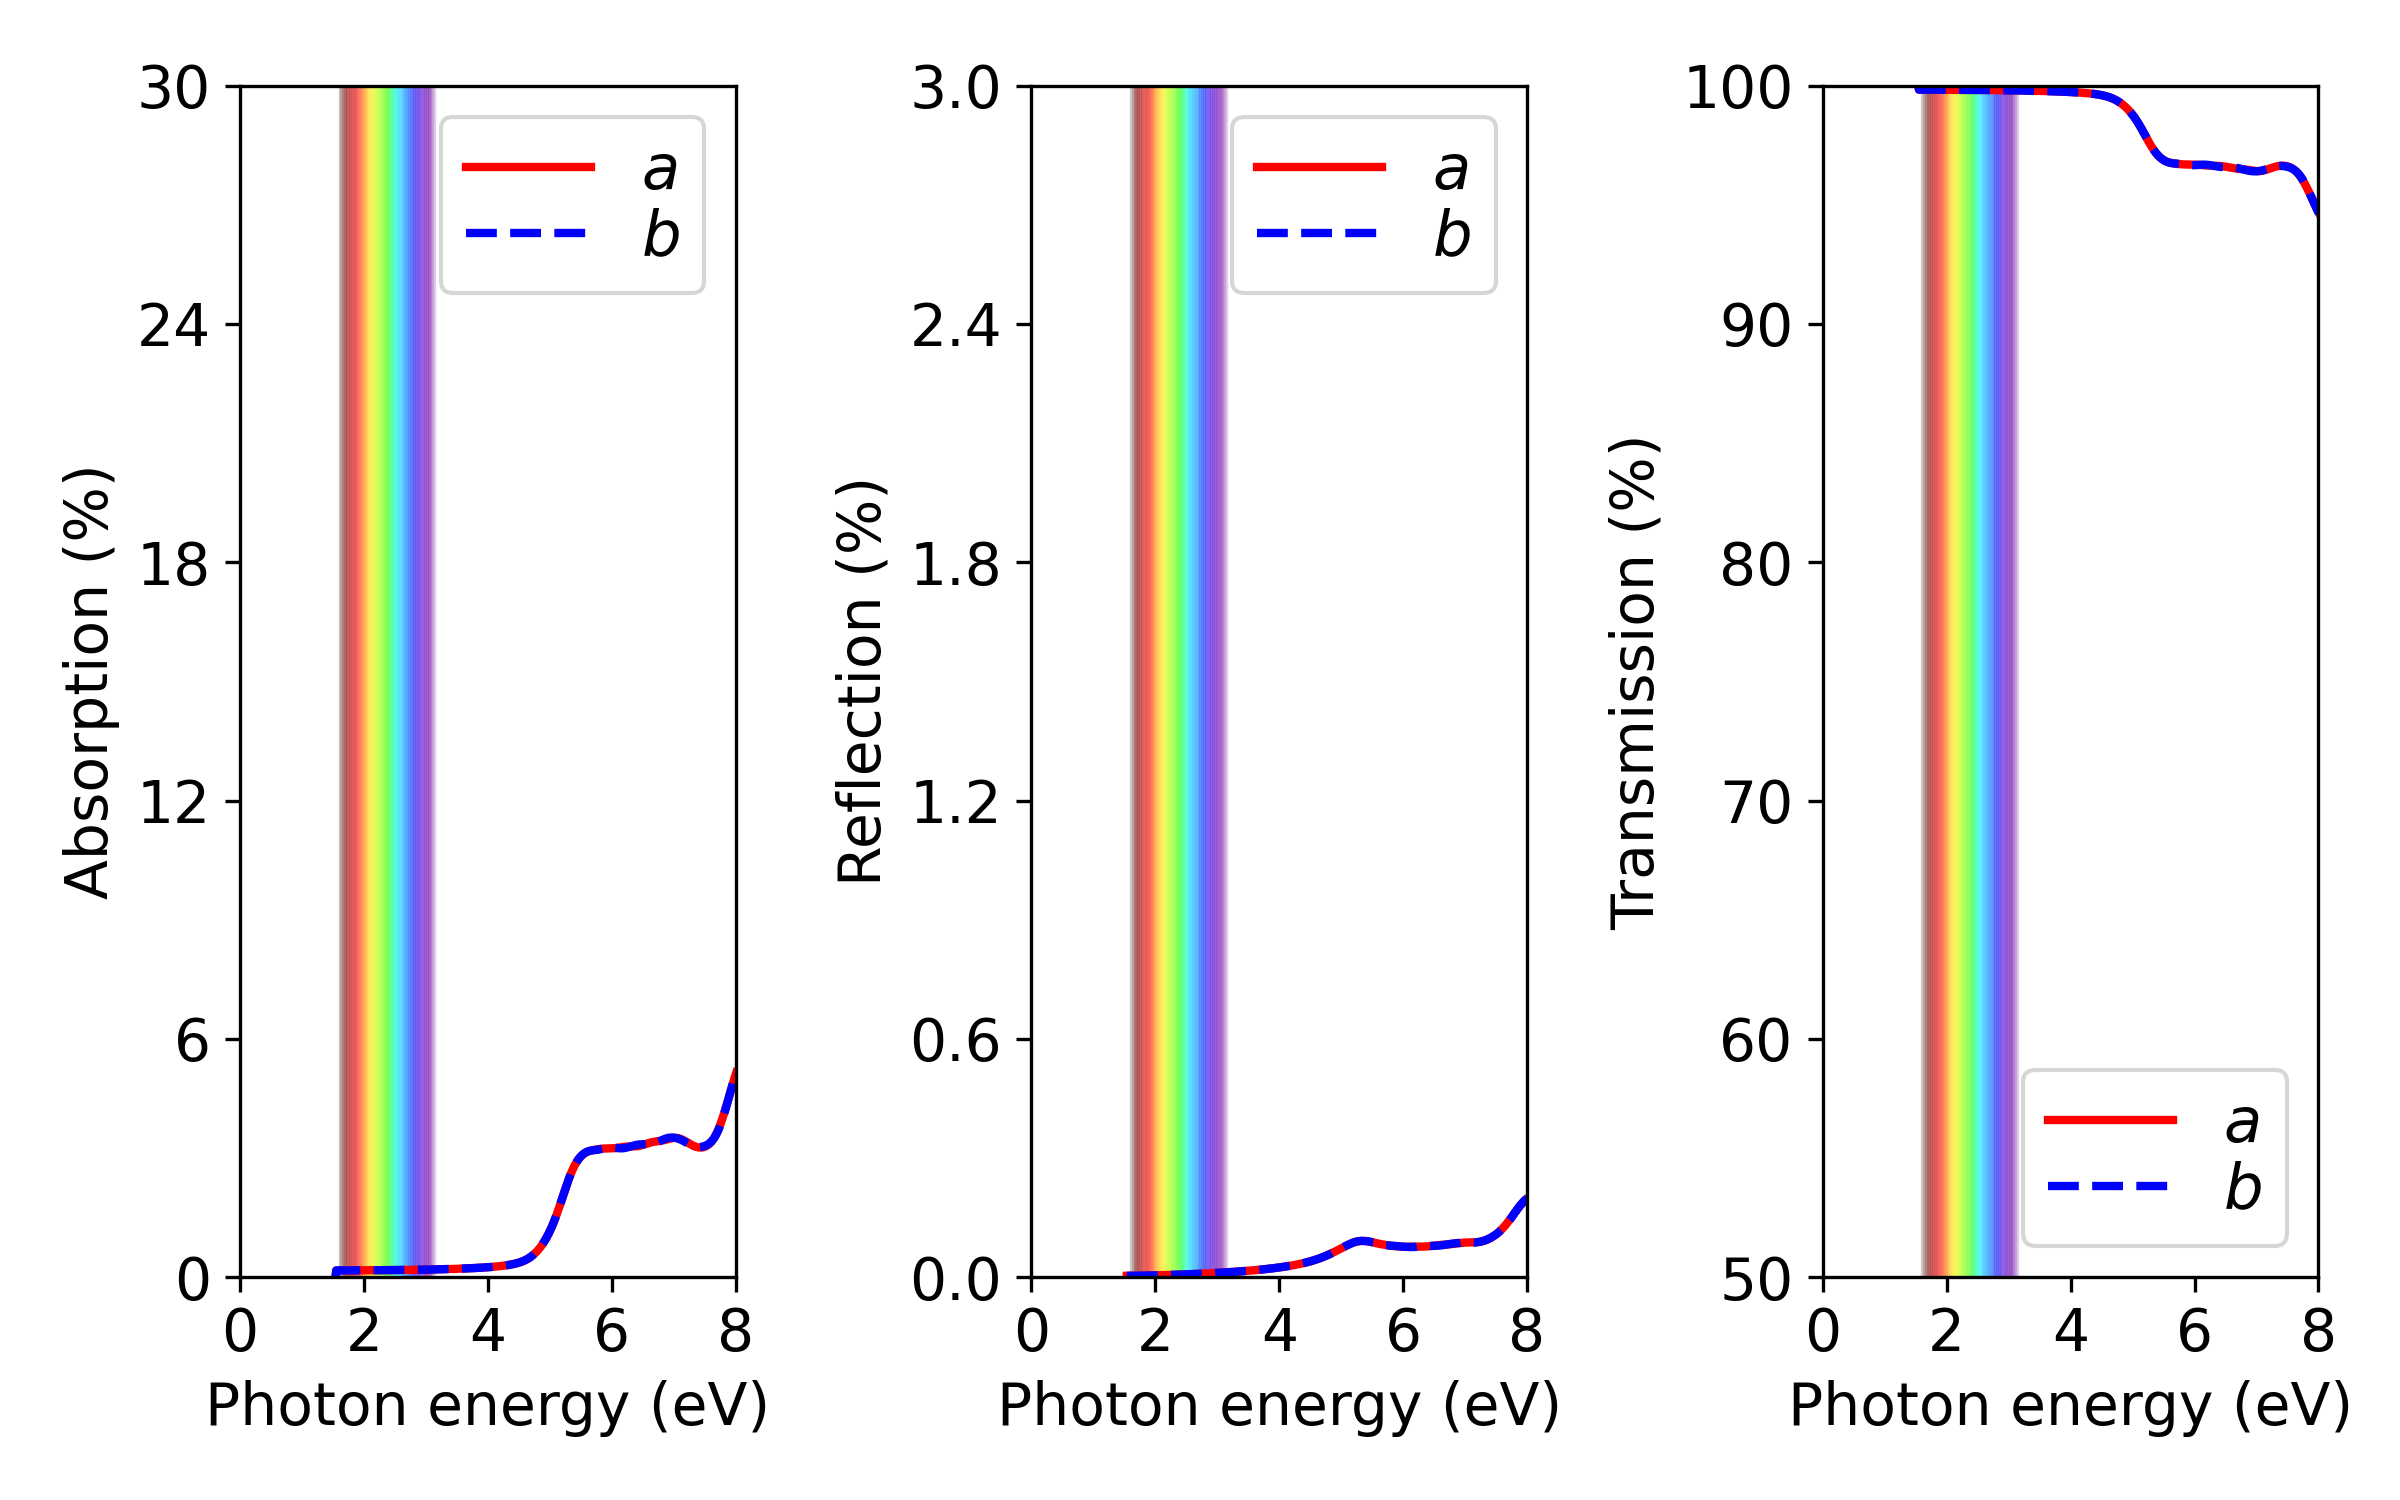 30
24
18
12
6
0
0 2 4 6 8
Absorption (%)
Photon energy (eV)
a
b
3.0
2.4
1.8
1.2
0.6
0.0
0 2 4 6 8
Reflection (%)
Photon energy (eV)
a
b
100
90
80
70
60
50
0 2 4 6 8
Transmission (%)
Photon energy (eV)
a
b